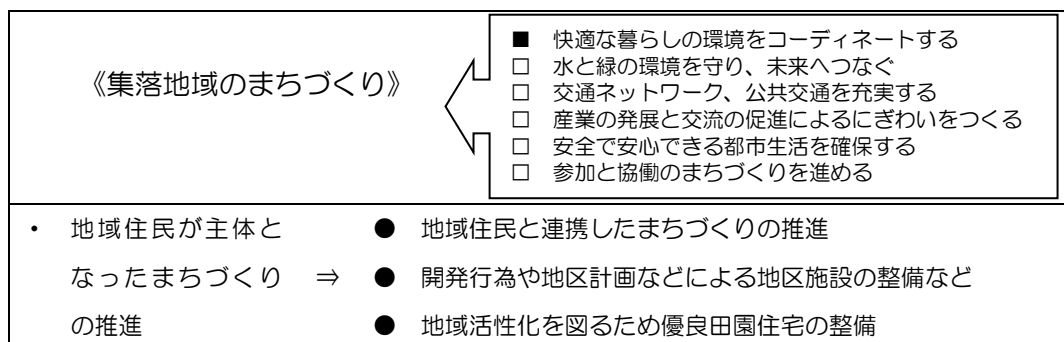 《集落地域のまちづくり》
■ 快適な暮らしの環境をコーディネートする
□ 水と緑の環境を守り、未来へつなぐ
□ 交通ネットワーク、公共交通を充実する
□ 産業の発展と交流の促進によるにぎわいをつくる
□ 安全で安心できる都市生活を確保する
□ 参加と協働のまちづくりを進める
・ 地域住民が主体と
なったまちづくり ⇒
の推進
● 地域住民と連携したまちづくりの推進
● 開発行為や地区計画などによる地区施設の整備など
● 地域活性化を図るため優良田園住宅の整備